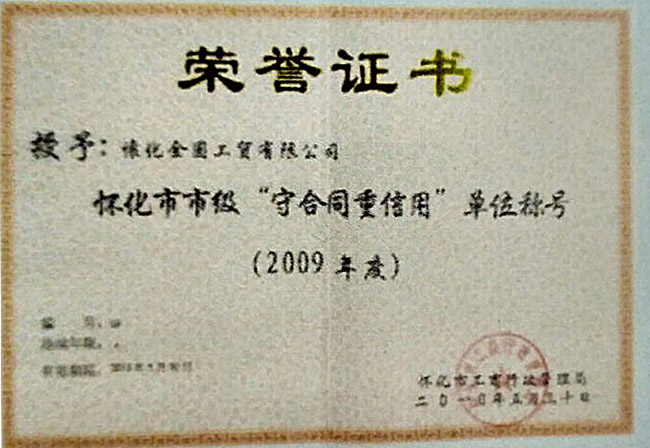 荣誉证书
授予：怀化全图工贸有限公司
怀化市市级“守合同重信用”单位称号
（2009年度）
怀化市工商行政管理局
二〇一〇年五月三十日